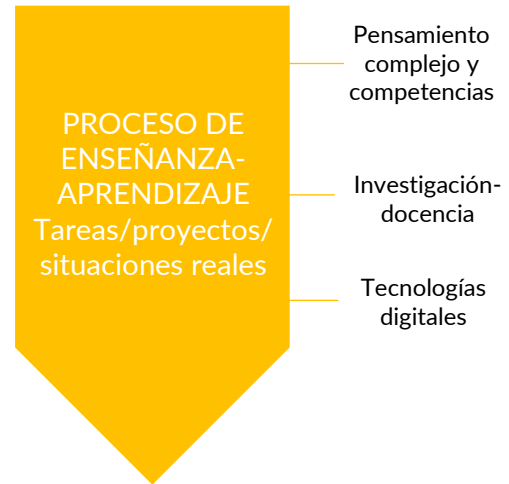 PROCESO DE
ENSEÑANZA-
APRENDIZAJE
Tareas/proyectos/
situaciones reales
Pensamiento
complejo y
competencias
Investigación-
docencia
Tecnologías
digitales